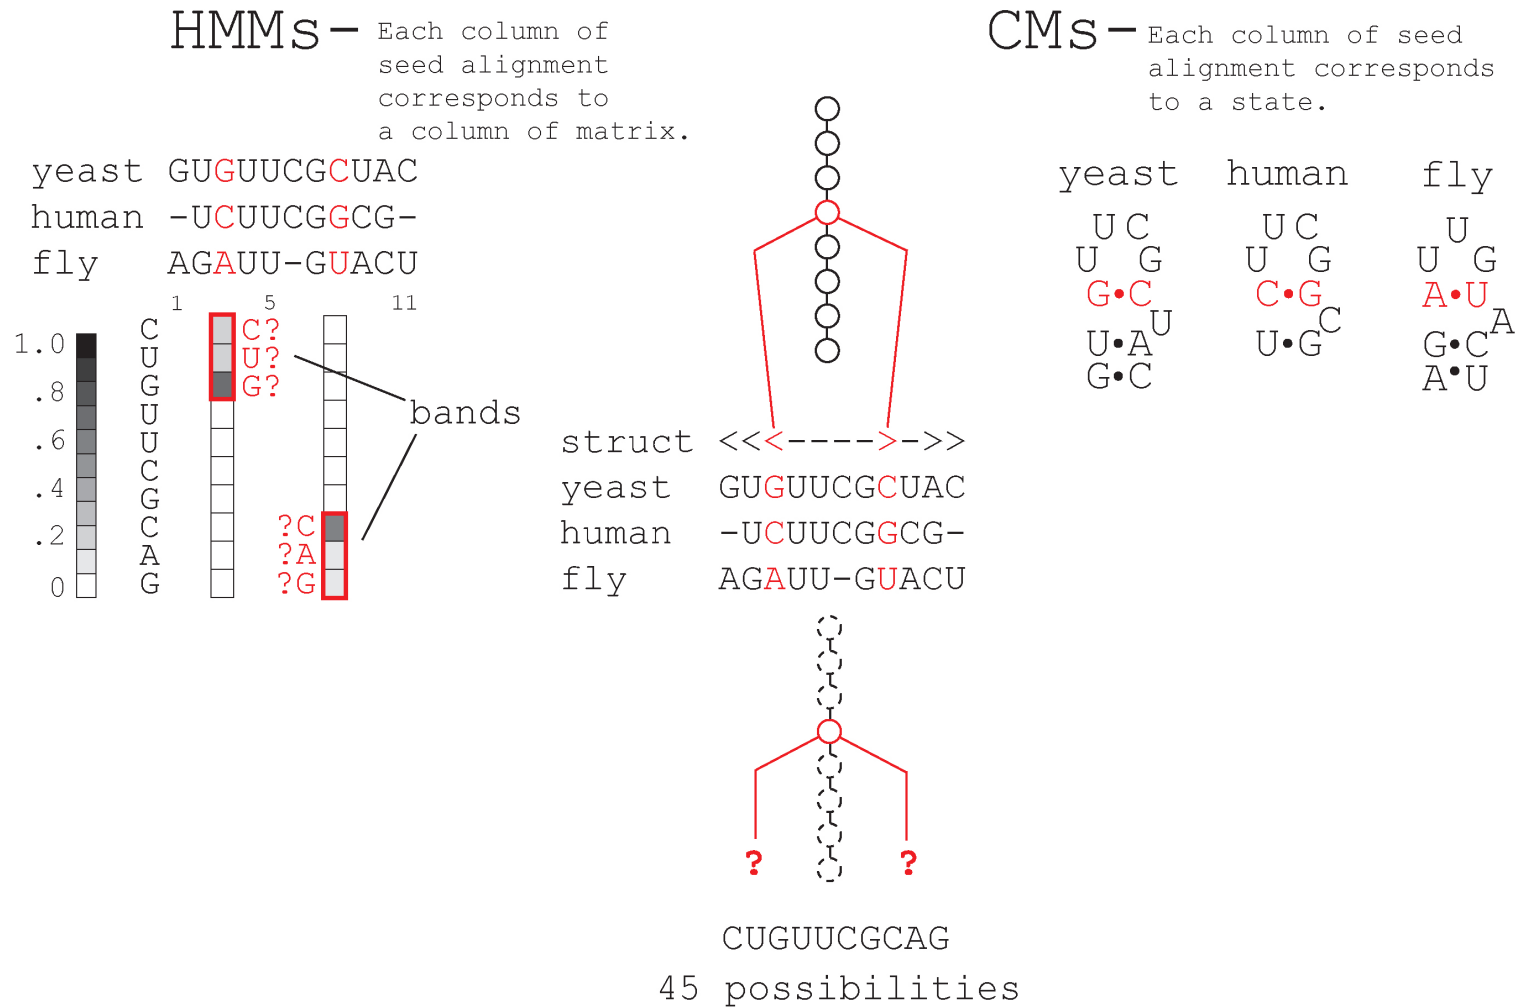 HMMs – Each column of
seed alignment
corresponds to
a column of matrix.
yeast GUGUUCGCUAC
human -UCUUCGGCG-
fly AGAUU-GUACU
1 5 11
1.0
.8
.6
.4
.2
0
C
U
G
U
U
C
G
C
A
G
C?
U?
G?
?C
?A
?G
bands
struct <<<---->->>
yeast GUGUUCGCUAC
human -UCUUCGGCG-
fly AGAUU-GUACU
? ?
CUGUUCGCAG
45 possibilities
CMs – Each column of seed
alignment corresponds
to a state.
yeast
U C
U G
G•C
U
U•A
G•C
human
U C
U G
C•G
C
U•G
fly
U
U G
A•U
A
G•C
A•U